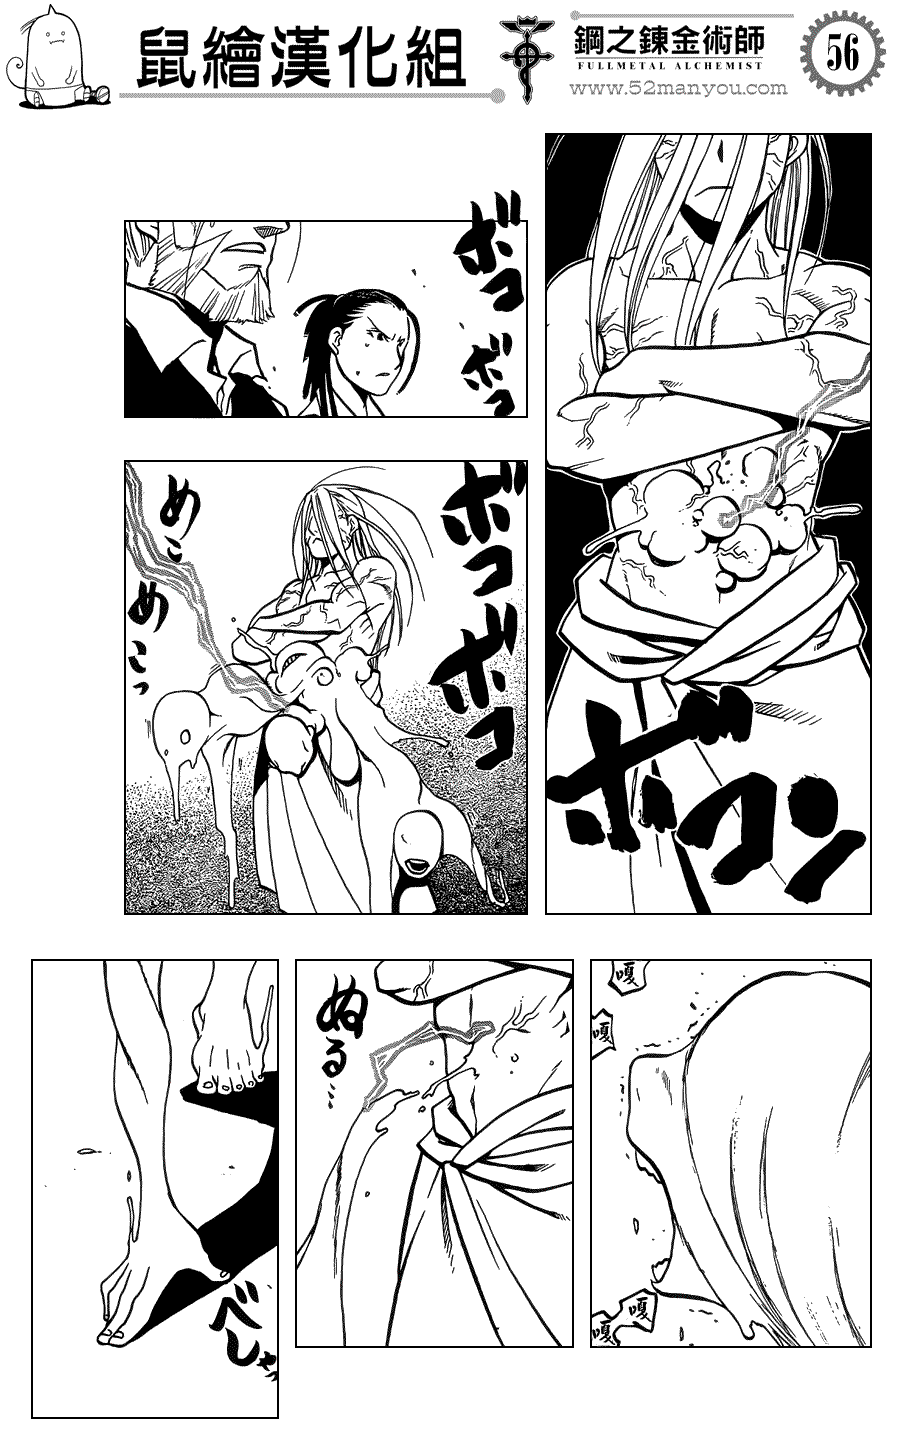 鼠繪漢化組
鋼之鍊金術師
FULLMETAL ALCHEMIST
www.52manyou.com
56
ボコン
ボコ
ボコ
ボコボコ
めこ
めこっ
嘎
嘎
嘎
嘎
ぬる…
べしゃっ